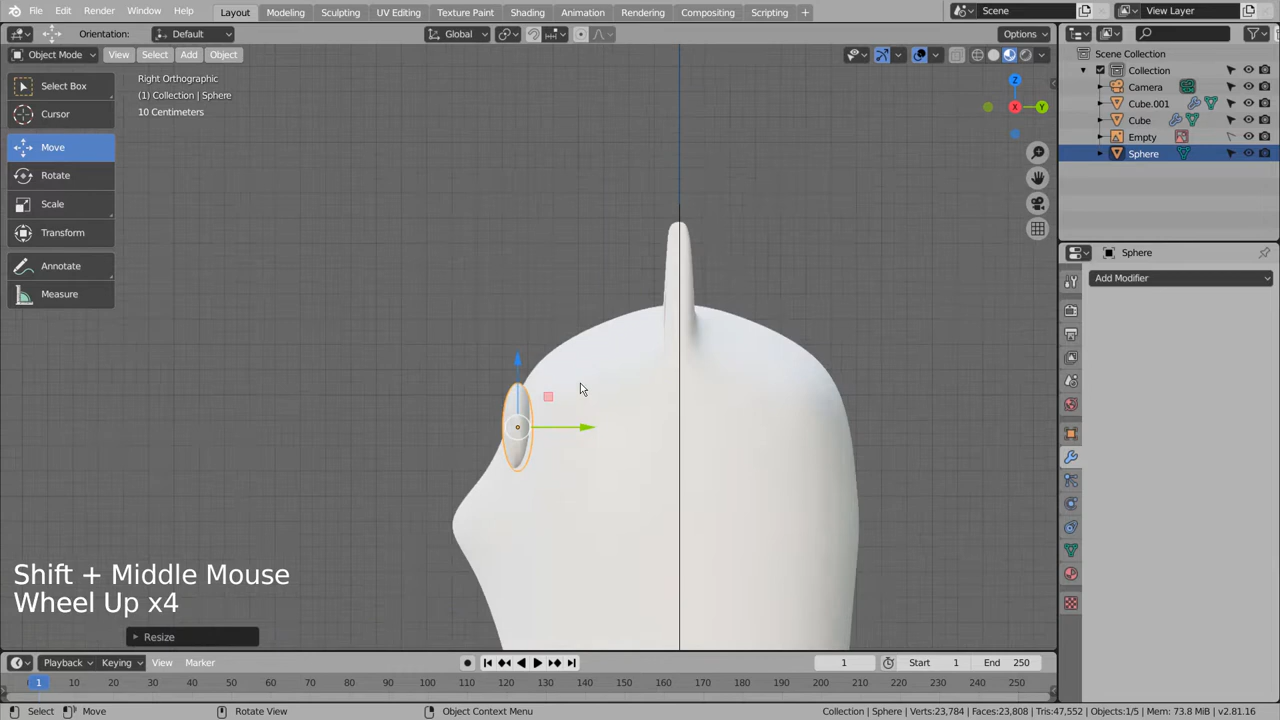 File Edit Render Window Help
Layout Modeling Sculpting UV Editing Texture Paint Shading Animation Rendering Compositing Scripting +
Scene
View Layer
Orientation: Default
Global
Options
Object Mode View Select Add Object
Select Box
Cursor
Move
Rotate
Scale
Transform
Annotate
Measure
Right Orthographic
(1) Collection | Sphere
10 Centimeters
Z
X
Y
Scene Collection
Collection
Camera
Cube.001
Cube
Empty
Sphere
Sphere
Add Modifier
Shift + Middle Mouse
Wheel Up x4
Resize
Playback Keying View Marker
1
Start 1
End 250
1 10 20 30 40 50 60 70 80 90 100 110 120 130 140 150 160 170 180 190 200 210 220 230 240 250
Select Move Rotate View Object Context Menu
Collection | Sphere | Verts:23,784 | Faces:23,808 | Tris:47,552 | Objects:1/5 | Mem: 73.8 MiB | v2.81.16